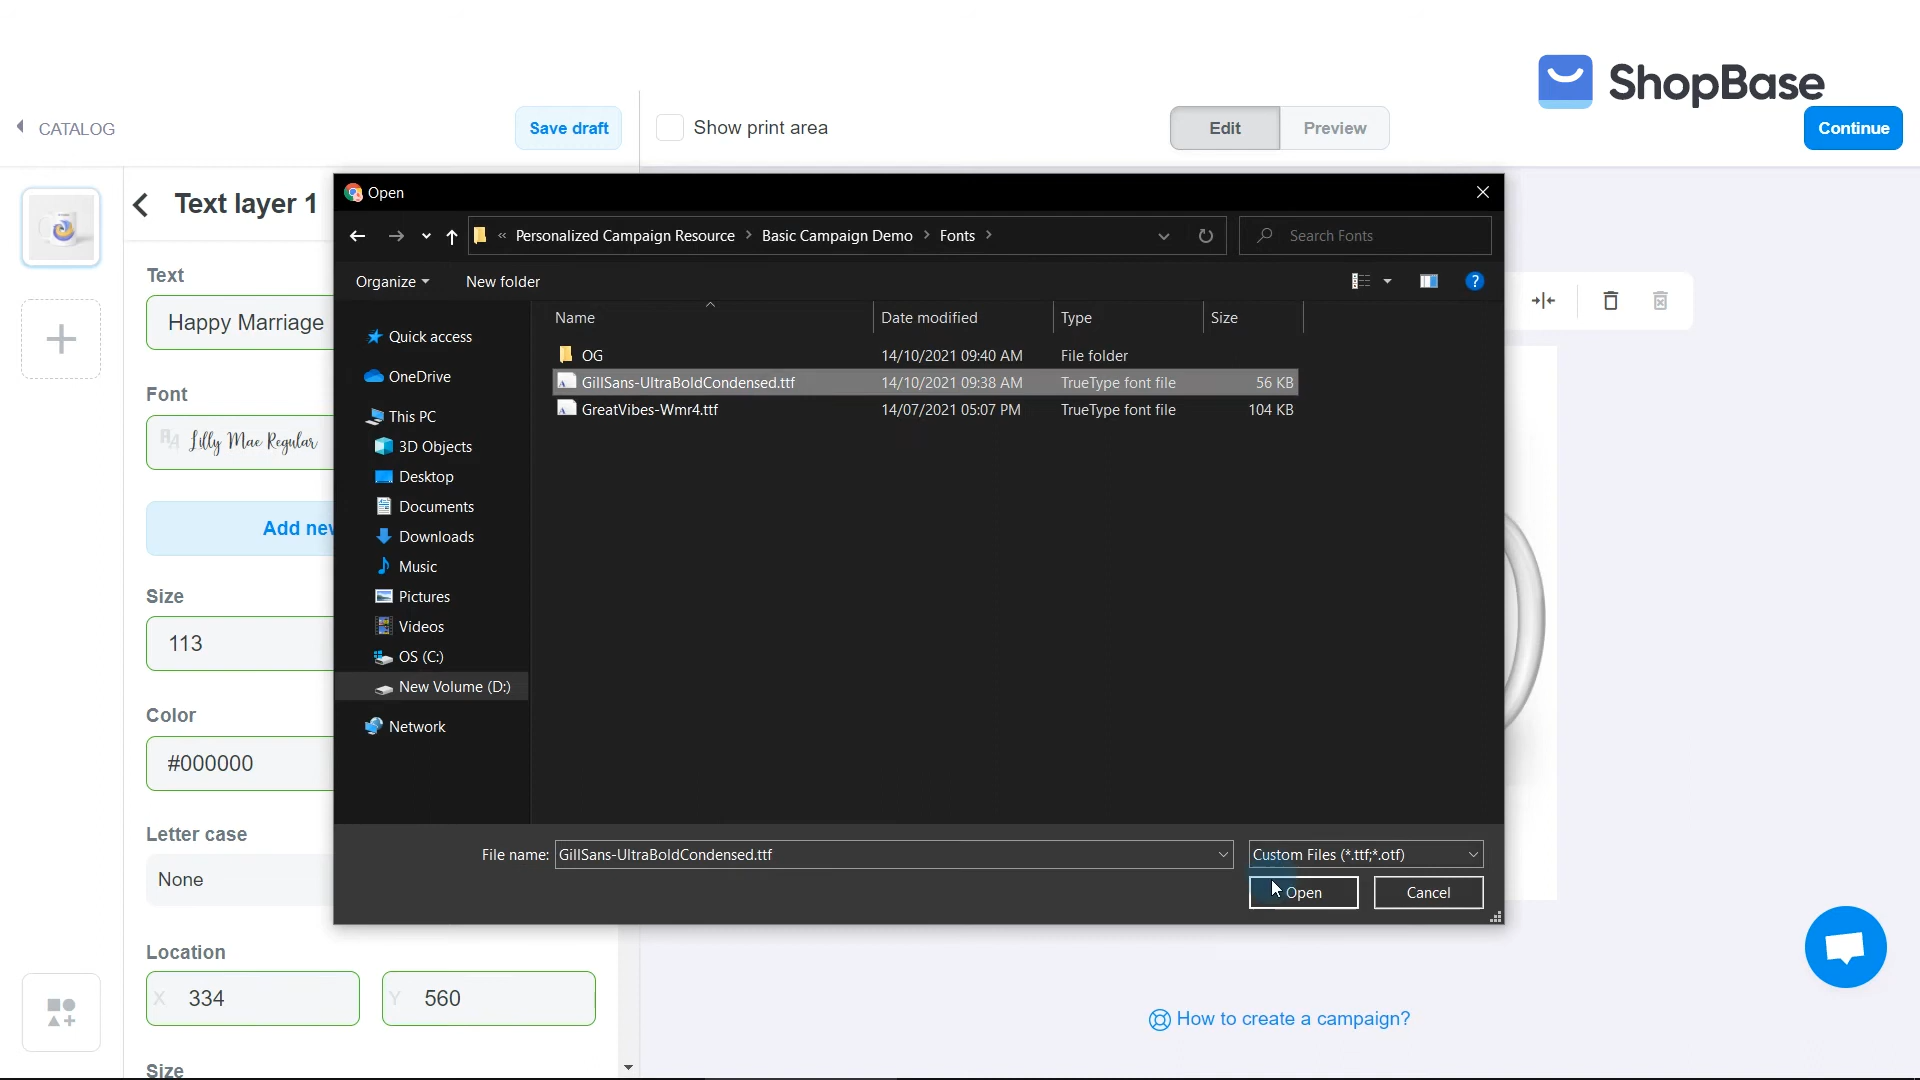 ShopBase
CATALOG
Save draft
Show print area
Edit
Preview
Continue
Text layer 1
Text
Happy Marriage
Font
Lilly Mae Regular
Add new
Size
113
Color
#000000
Letter case
None
Location
X 334
Y 560
Size
Open
« Personalized Campaign Resource > Basic Campaign Demo > Fonts >
Search Fonts
Organize
New folder
Quick access
OneDrive
This PC
3D Objects
Desktop
Documents
Downloads
Music
Pictures
Videos
OS (C:)
New Volume (D:)
Network
Name Date modified Type Size
OG 14/10/2021 09:40 AM File folder
GillSans-UltraBoldCondensed.ttf 14/10/2021 09:38 AM TrueType font file 56 KB
GreatVibes-Wmr4.ttf 14/07/2021 05:07 PM TrueType font file 104 KB
File name: GillSans-UltraBoldCondensed.ttf
Custom Files (*.ttf;*.otf)
Open
Cancel
How to create a campaign?